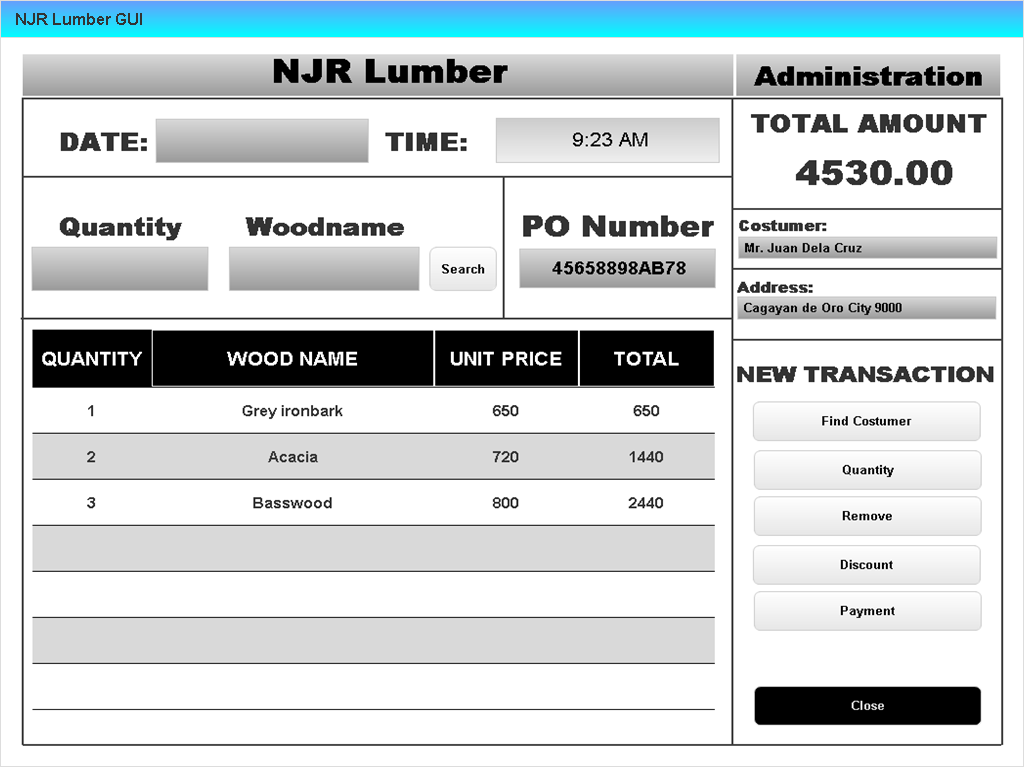 NJR Lumber GUI
NJR Lumber
Administration
DATE:
TIME: 9:23 AM
TOTAL AMOUNT
4530.00
Quantity Woodname
Search
PO Number
45658898AB78
Costumer:
Mr. Juan Dela Cruz
Address:
Cagayan de Oro City 9000
QUANTITY WOOD NAME UNIT PRICE TOTAL
1 Grey ironbark 650 650
2 Acacia 720 1440
3 Basswood 800 2440
NEW TRANSACTION
Find Costumer
Quantity
Remove
Discount
Payment
Close